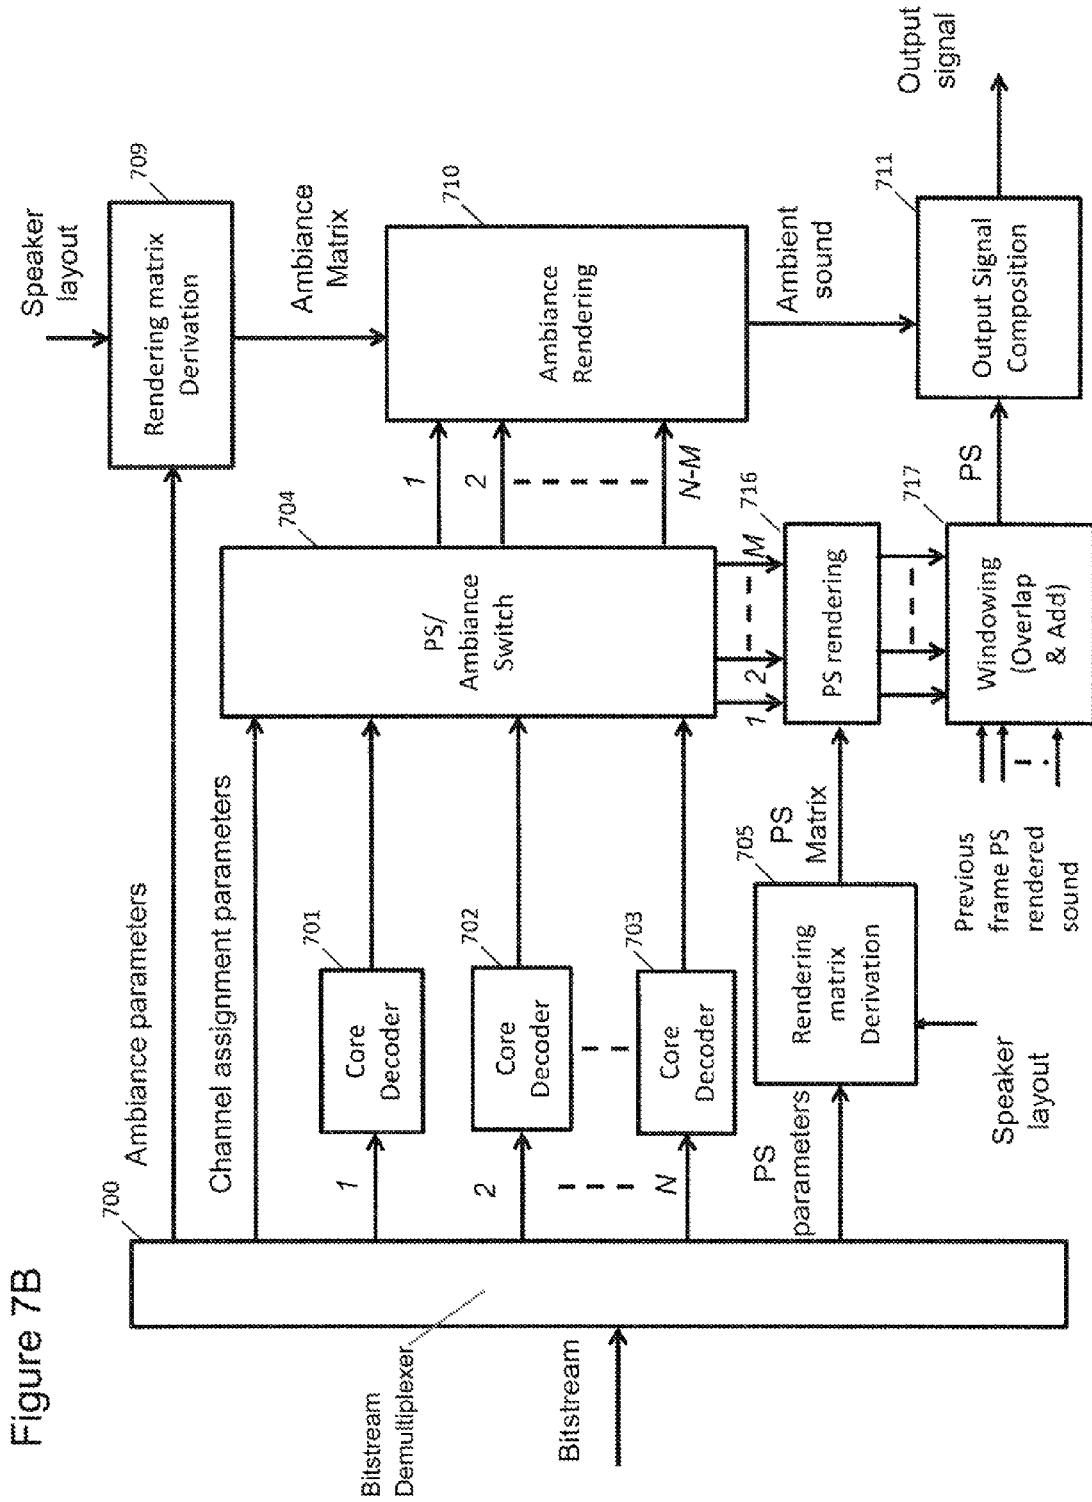 Figure 7B
Bitstream
Bitstream
Demultiplexer
700
Ambiance parameters
Channel assignment parameters
1
2
N
PS
parameters
Core
Decoder
701
Core
Decoder
702
Core
Decoder
703
Rendering
matrix
Derivation
705
Speaker
layout
PS
Matrix
PS/
Ambiance
Switch
704
1
2
M
PS rendering
716
Previous
frame PS
rendered
sound
Windowing
(Overlap
& Add)
717
PS
1
2
N-M
Speaker
layout
Rendering matrix
Derivation
709
Ambiance
Matrix
Ambiance
Rendering
710
Ambient
sound
Output Signal
Composition
711
Output
signal